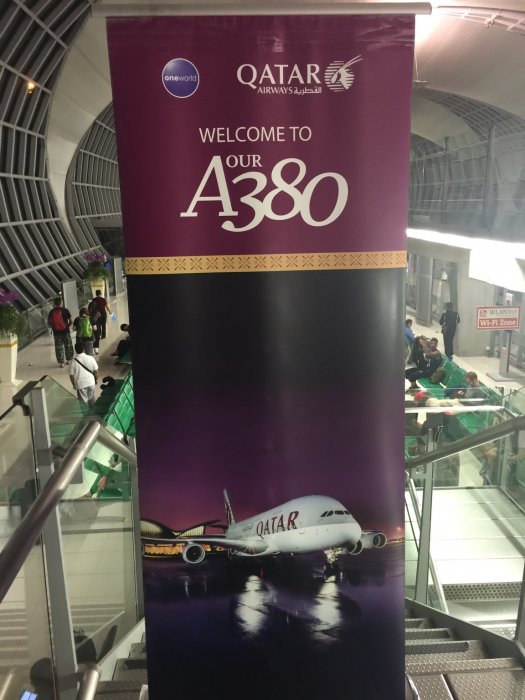 oneworld
QATAR
AIRWAYS القطرية
WELCOME TO
OUR
A380
WLAN
Wi-Fi Zone
QATAR